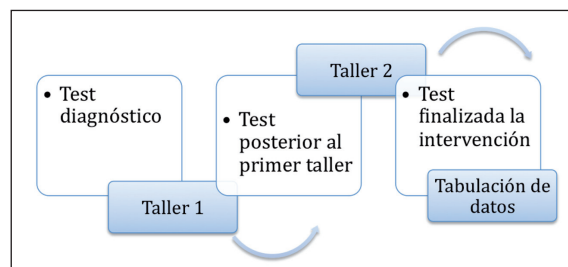 • Test
diagnóstico
Taller 1
• Test
posterior al
primer taller
Taller 2
• Test
finalizada la
intervención
Tabulación de
datos